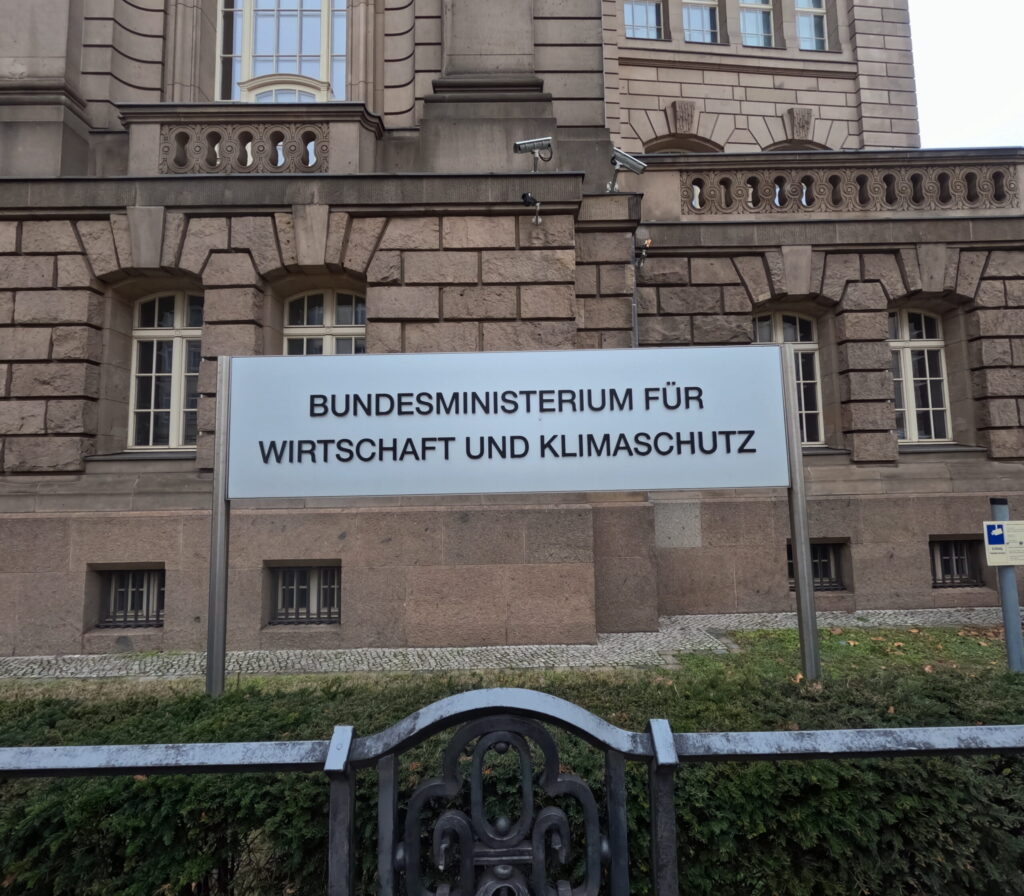 BUNDESMINISTERIUM FÜR
WIRTSCHAFT UND KLIMASCHUTZ